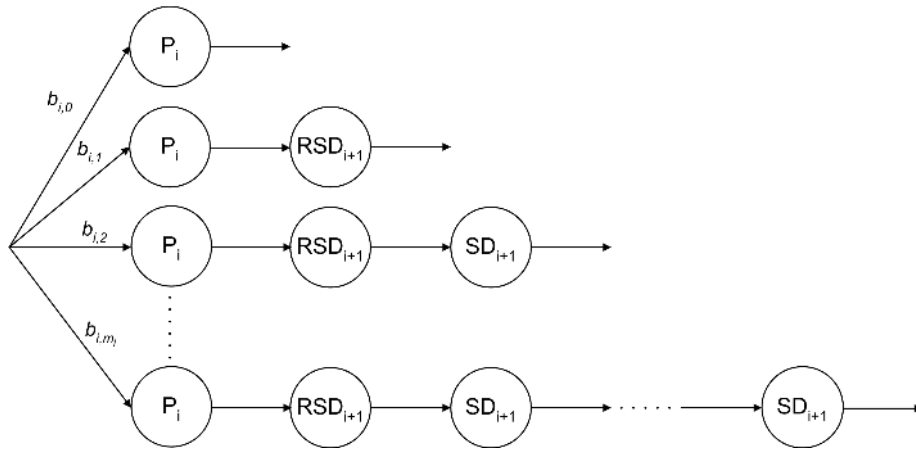 P_i
b_{i,0}
P_i RSD_{i+1}
b_{i,1}
P_i RSD_{i+1} SD_{i+1}
b_{i,2}
b_{i,m_i}
P_i RSD_{i+1} SD_{i+1} SD_{i+1}